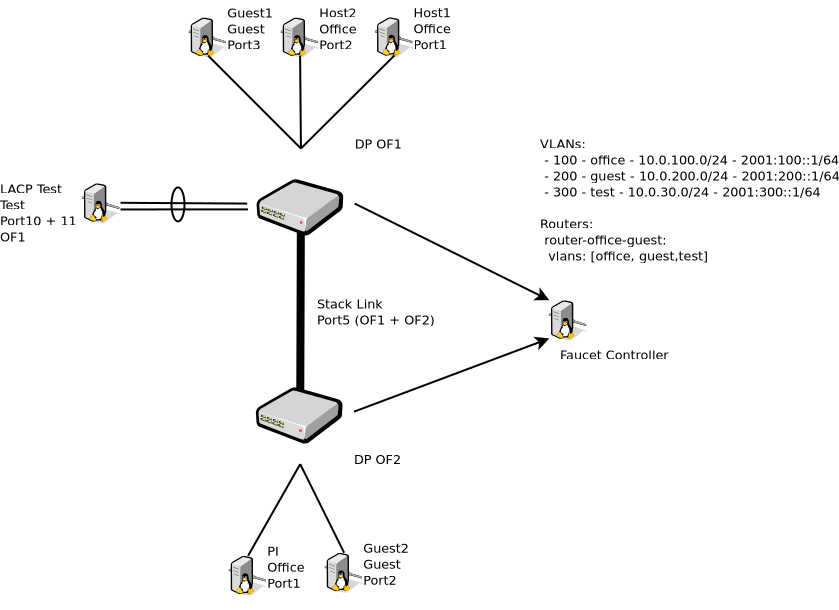 Guest1
Guest
Port3
Host2
Office
Port2
Host1
Office
Port1
DP OF1
VLANs:
- 100 - office - 10.0.100.0/24 - 2001:100::1/64
- 200 - guest - 10.0.200.0/24 - 2001:200::1/64
- 300 - test - 10.0.30.0/24 - 2001:300::1/64
Routers:
router-office-guest:
vlans: [office, guest,test]
LACP Test
Test
Port10 + 11
OF1
Stack Link
Port5 (OF1 + OF2)
Faucet Controller
DP OF2
PI
Office
Port1
Guest2
Guest
Port2